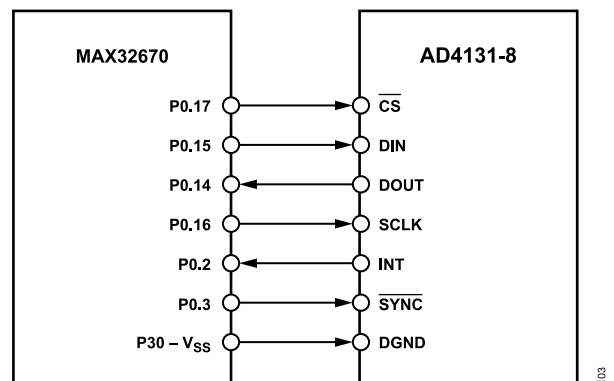 MAX32670
AD4131-8
P0.17
CS
P0.15
DIN
P0.14
DOUT
P0.16
SCLK
P0.2
INT
P0.3
SYNC
P30 – VSS
DGND
03